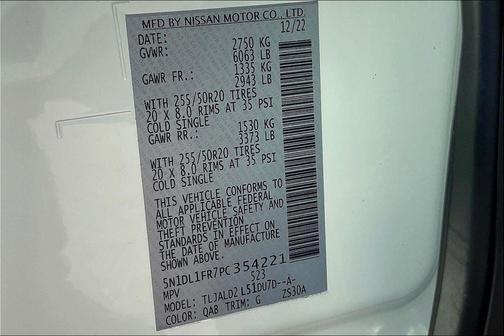 MFD BY NISSAN MOTOR CO., LTD.
DATE: 12/22
GVWR: 2750 KG
6063 LB
GAWR FR.: 1335 KG
2943 LB
WITH 255/50R20 TIRES
20 X 8.0 RIMS AT 35 PSI
COLD SINGLE
GAWR RR.: 1530 KG
3373 LB
WITH 255/50R20 TIRES
20 X 8.0 RIMS AT 35 PSI
COLD SINGLE
THIS VEHICLE CONFORMS TO
ALL APPLICABLE FEDERAL
MOTOR VEHICLE SAFETY AND
THEFT PREVENTION
STANDARDS IN EFFECT ON
THE DATE OF MANUFACTURE
SHOWN ABOVE.
5N1DL1FR7PC354221
MPV 523
MODEL: TLJALD2L51DU7D--A-
COLOR: QAB TRIM: G ZS30A